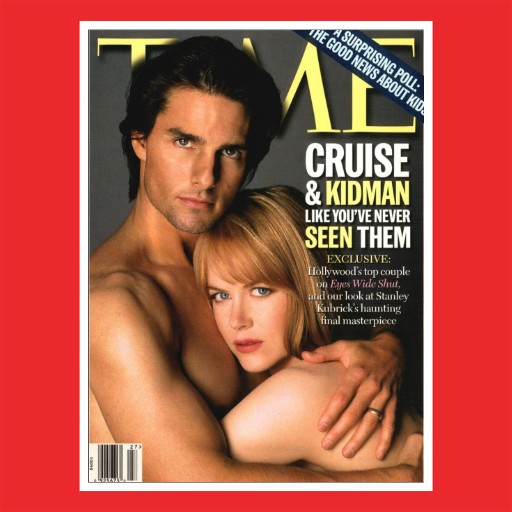 TIME
A SURPRISING POLL:
THE GOOD NEWS ABOUT KIDS
CRUISE
& KIDMAN
LIKE YOU'VE NEVER
SEEN THEM
EXCLUSIVE:
Hollywood's top couple
on Eyes Wide Shut,
and our look at Stanley
Kubrick's haunting
final masterpiece
27>